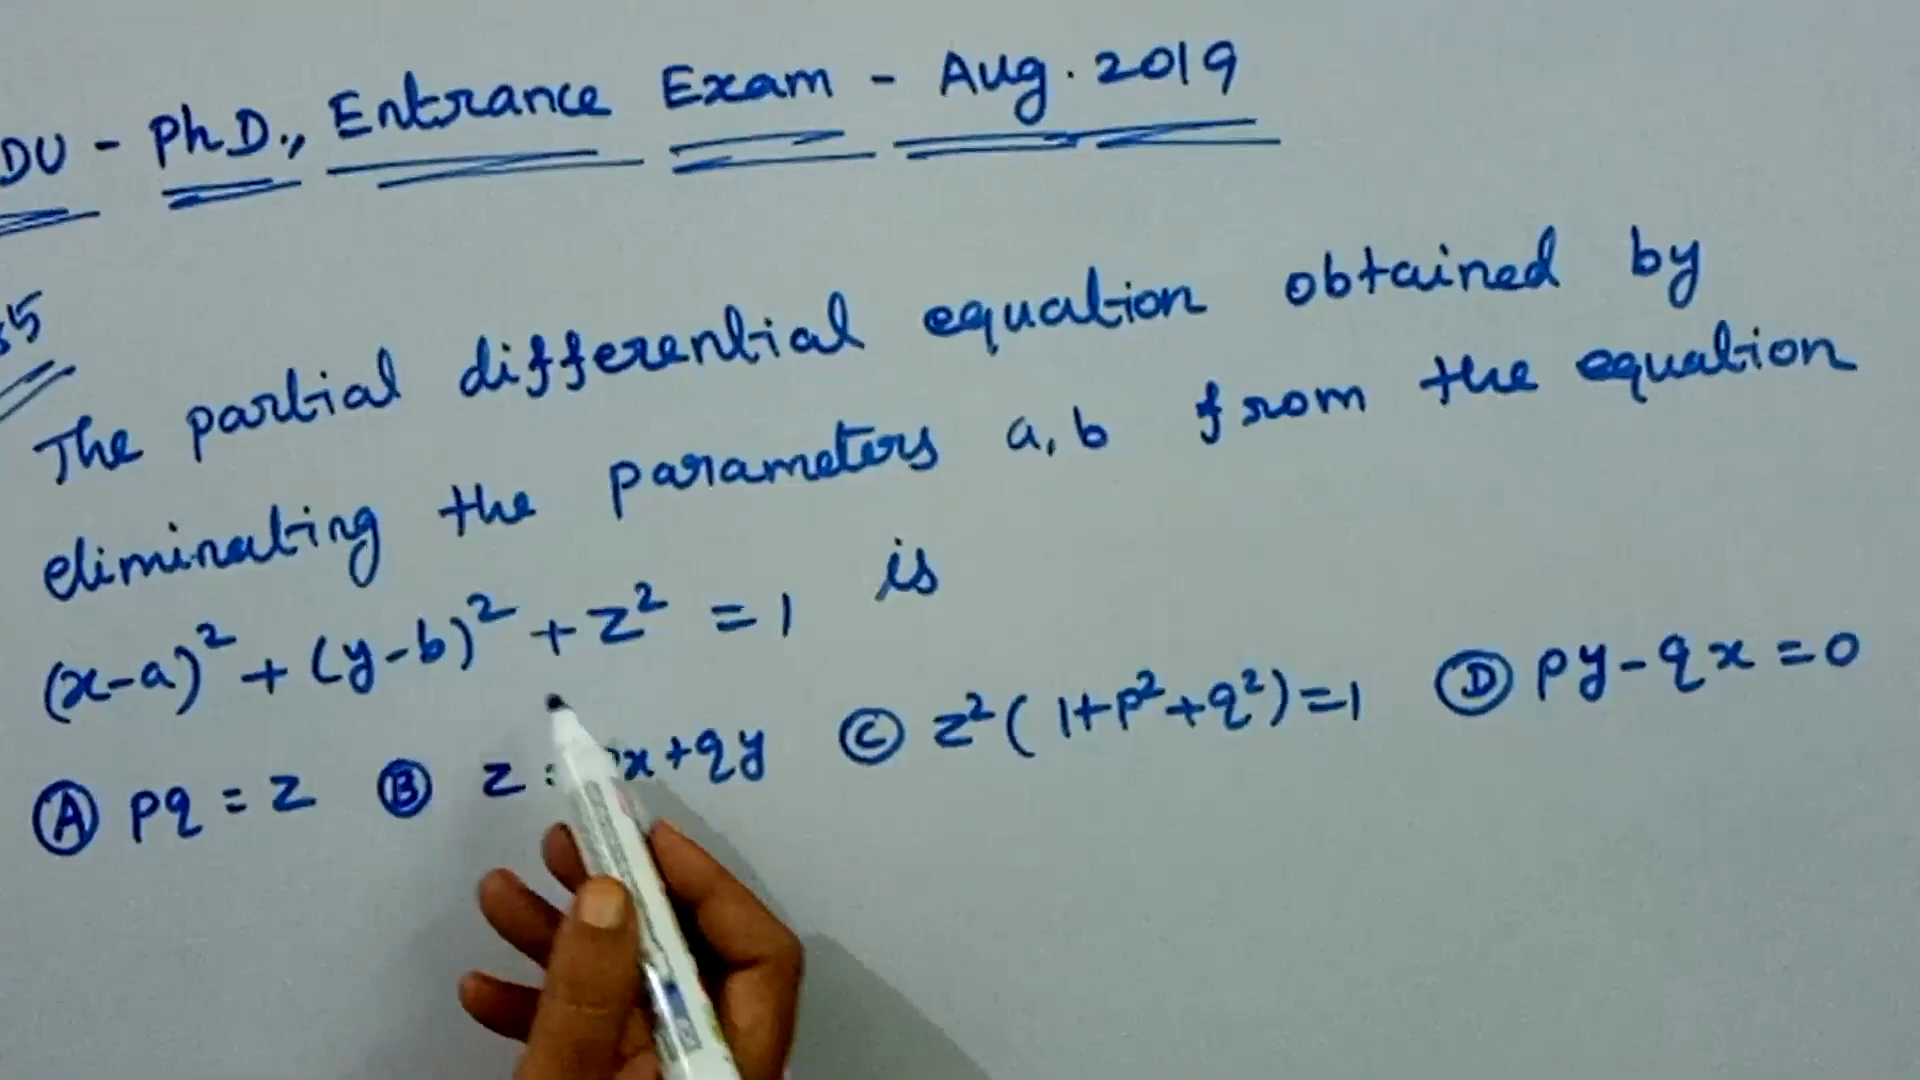 DU - Ph.D., Entrance Exam - Aug. 2019
35
The partial differential equation obtained by
eliminating the parameters a, b from the equation
(x-a)² + (y-b)² + z² = 1 is
(A) pq = z (B) z = x+qy (C) z²(1+p²+q²)=1 (D) py-qx=0